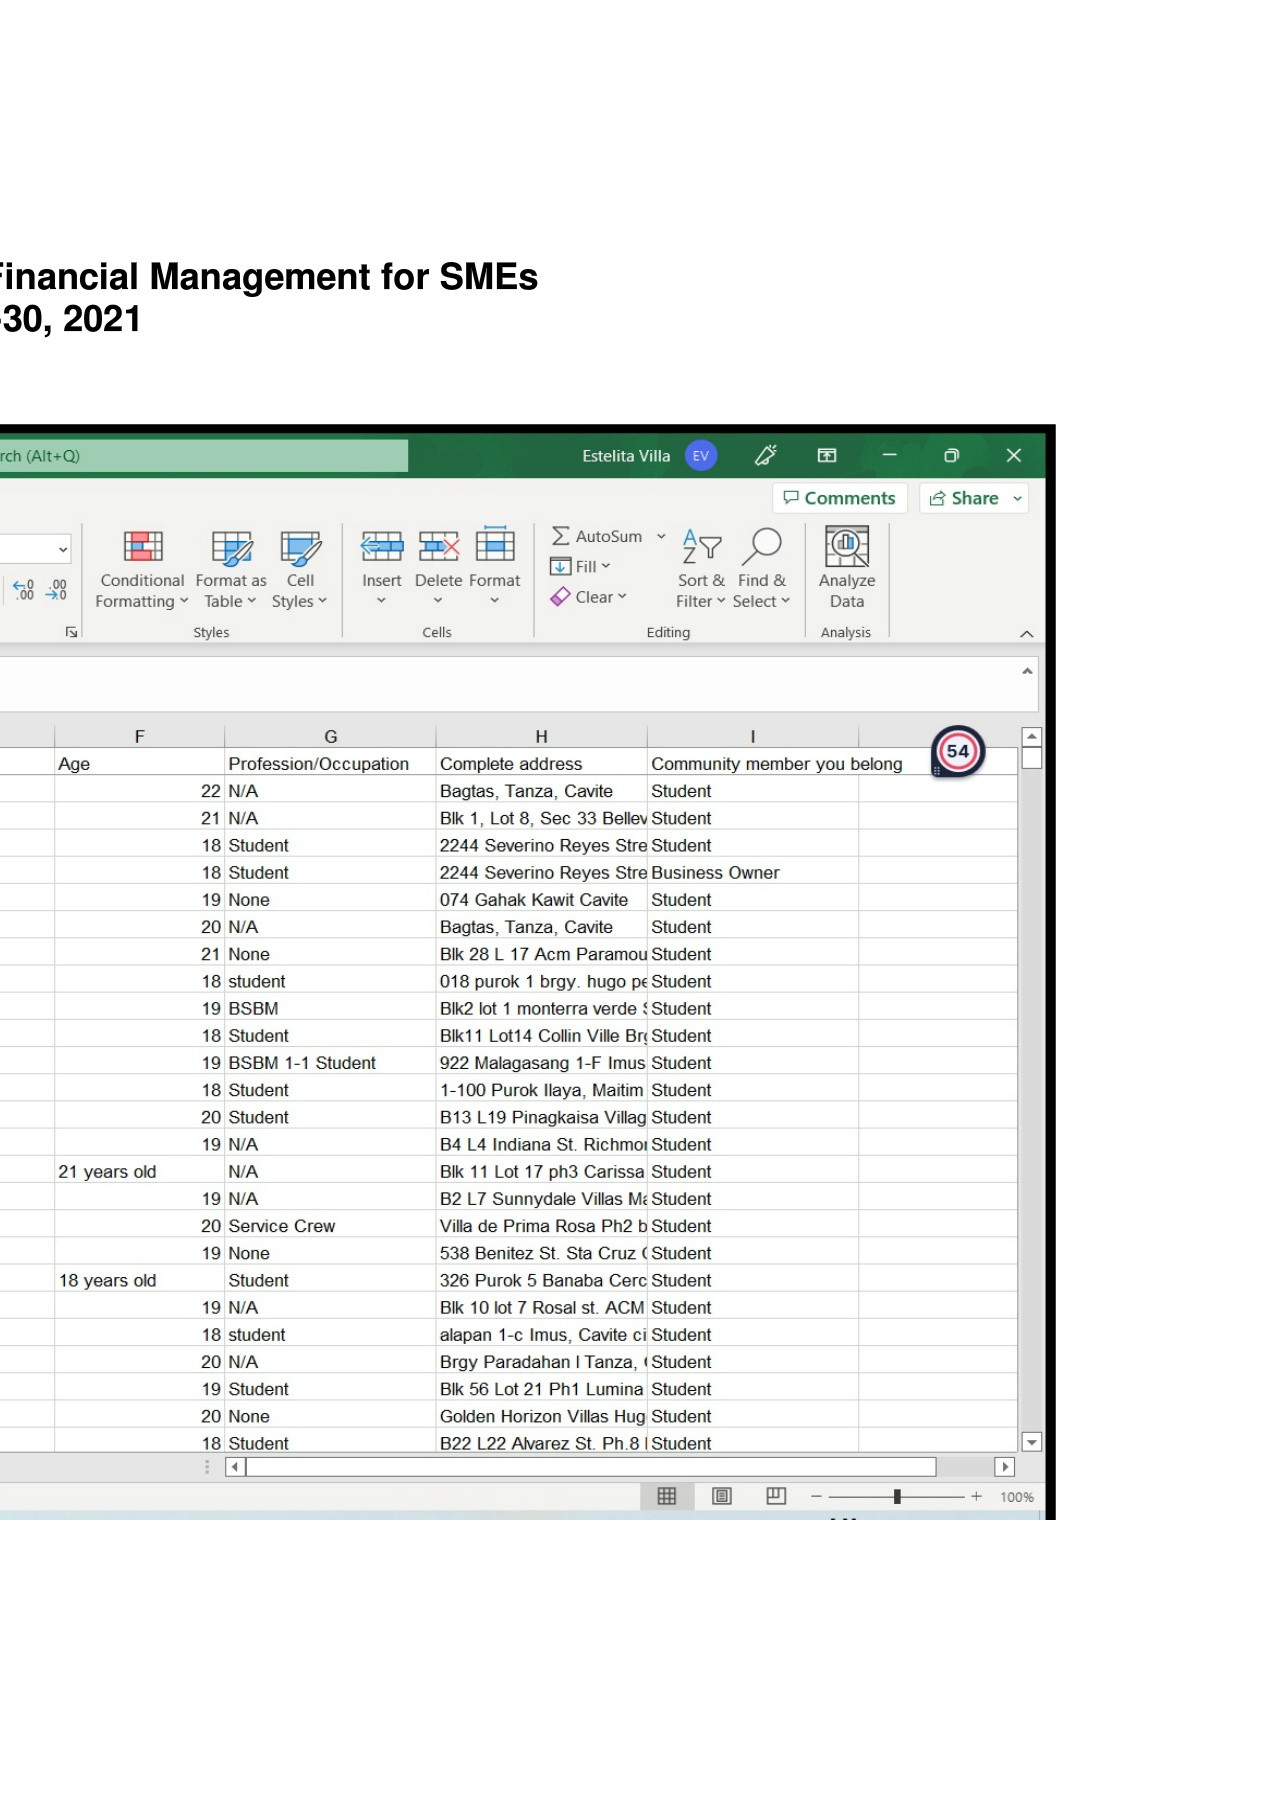 Financial Management for SMEs
-30, 2021
rch (Alt+Q)
Estelita Villa EV
Comments Share
Conditional Formatting Format as Table Cell Styles Insert Delete Format AutoSum Fill Clear Sort & Filter Find & Select Analyze Data
Styles Cells Editing Analysis
F G H I
Age Profession/Occupation Complete address Community member you belong
54
22 N/A Bagtas, Tanza, Cavite Student
21 N/A Blk 1, Lot 8, Sec 33 Bellev Student
18 Student 2244 Severino Reyes Stre Student
18 Student 2244 Severino Reyes Stre Business Owner
19 None 074 Gahak Kawit Cavite Student
20 N/A Bagtas, Tanza, Cavite Student
21 None Blk 28 L 17 Acm Paramou Student
18 student 018 purok 1 brgy. hugo pe Student
19 BSBM Blk2 lot 1 monterra verde Student
18 Student Blk11 Lot14 Collin Ville Brg Student
19 BSBM 1-1 Student 922 Malagasang 1-F Imus Student
18 Student 1-100 Purok Ilaya, Maitim Student
20 Student B13 L19 Pinagkaisa Villag Student
19 N/A B4 L4 Indiana St. Richmon Student
21 years old N/A Blk 11 Lot 17 ph3 Carissa Student
19 N/A B2 L7 Sunnydale Villas Ma Student
20 Service Crew Villa de Prima Rosa Ph2 b Student
19 None 538 Benitez St. Sta Cruz Student
18 years old Student 326 Purok 5 Banaba Cerc Student
19 N/A Blk 10 lot 7 Rosal st. ACM Student
18 student alapan 1-c Imus, Cavite ci Student
20 N/A Brgy Paradahan I Tanza, Student
19 Student Blk 56 Lot 21 Ph1 Lumina Student
20 None Golden Horizon Villas Hug Student
18 Student B22 L22 Alvarez St. Ph.8 Student
100%